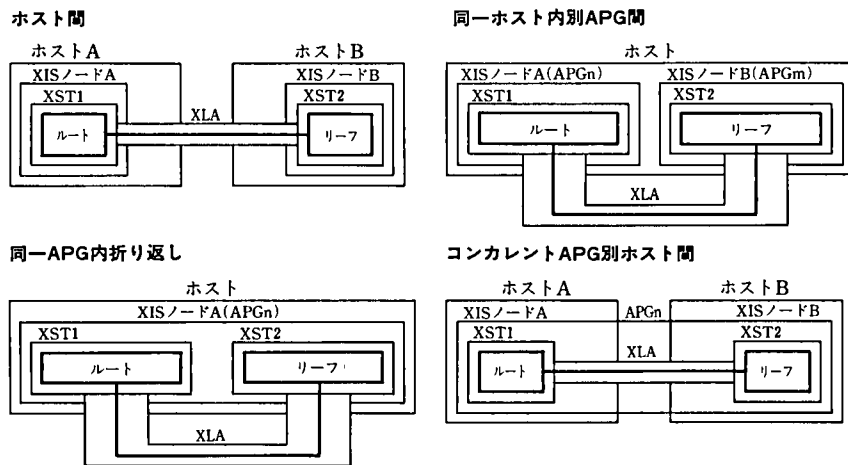 ホスト間
ホストA
ホストB
XISノードA
XISノードB
XST1
XST2
XLA
ルート
リーフ
同一ホスト内別APG間
ホスト
XISノードA(APGn)
XISノードB(APGm)
XST1
XST2
ルート
リーフ
XLA
同一APG内折り返し
ホスト
XISノードA(APGn)
XST1
XST2
ルート
リーフ
XLA
コンカレントAPG別ホスト間
ホストA
ホストB
XISノードA
APGn
XISノードB
XST1
XST2
XLA
ルート
リーフ